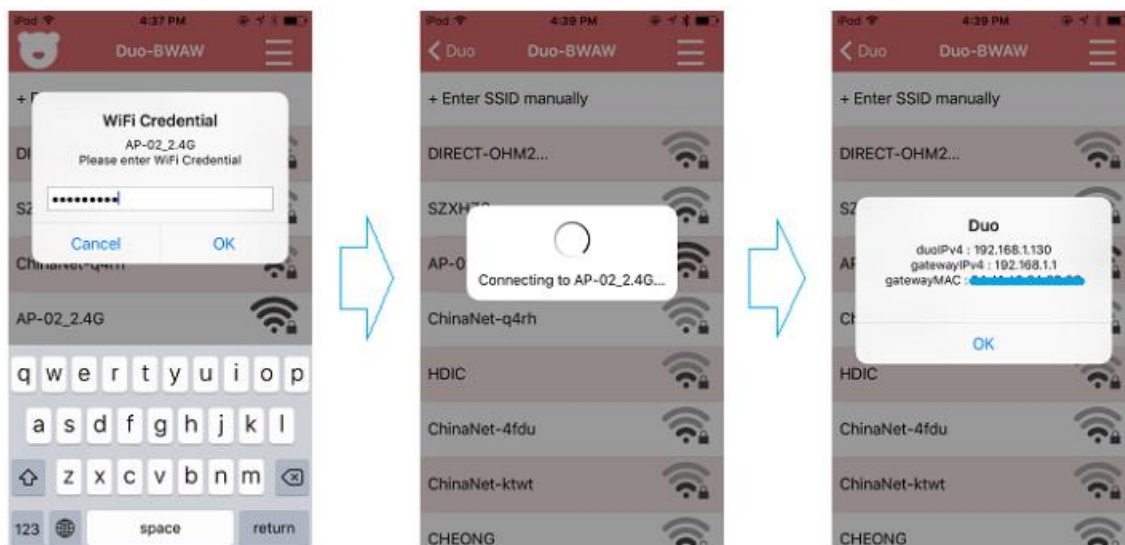 iPod 4:37 PM
Duo-BWAW
WiFi Credential
AP-02_2.4G
Please enter WiFi Credential
•••••••••
Cancel OK
AP-02_2.4G
q w e r t y u i o p
a s d f g h j k l
z x c v b n m
123 space return
iPod 4:39 PM
Duo Duo-BWAW
+ Enter SSID manually
DIRECT-OHM2...
SZXH
Connecting to AP-02_2.4G...
AP-0
ChinaNet-q4rh
HDIC
ChinaNet-4fdu
ChinaNet-ktwt
CHEONG
iPod 4:39 PM
Duo Duo-BWAW
+ Enter SSID manually
DIRECT-OHM2...
SZ
Duo
duoIPv4 : 192.168.1.130
gatewayIPv4 : 192.168.1.1
gatewayMAC :
OK
HDIC
ChinaNet-4fdu
ChinaNet-ktwt
CHEONG